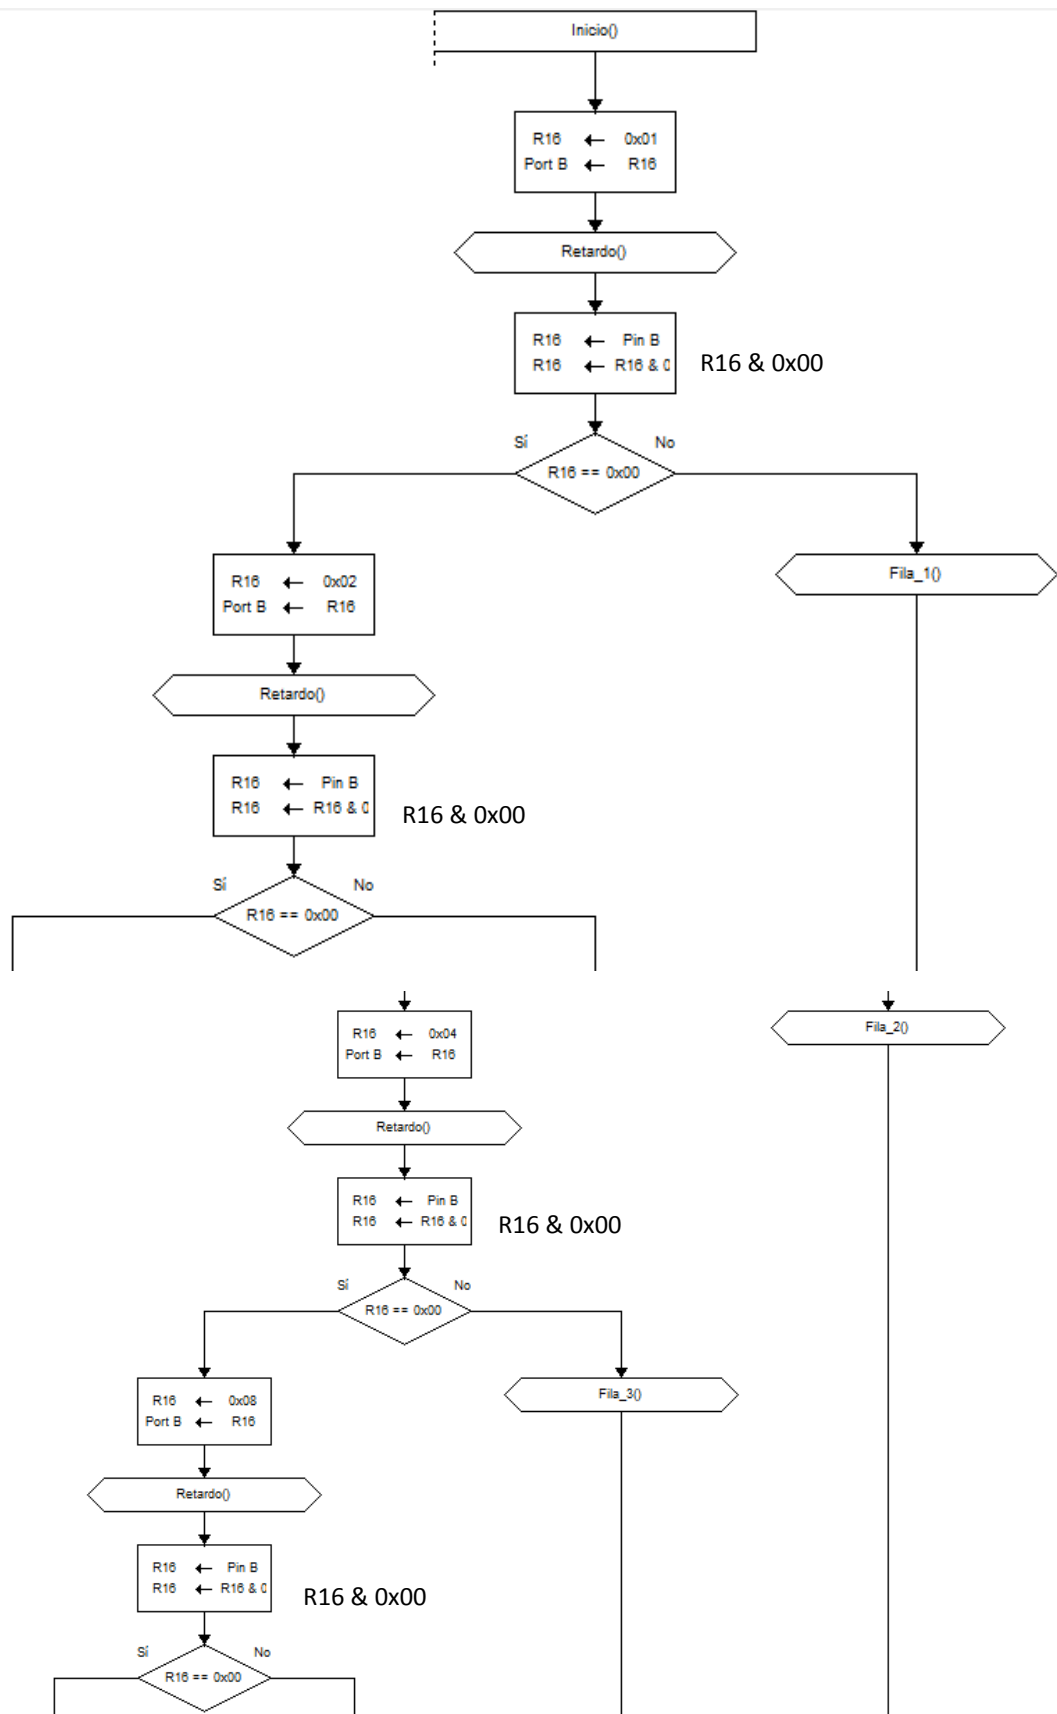 Inicio()
R16 ← 0x01
Port B ← R16
Retardo()
R16 ← Pin B
R16 ← R16 & 0
R16 & 0x00
Sí
No
R16 == 0x00
R16 ← 0x02
Port B ← R16
Fila_1()
Retardo()
R16 ← Pin B
R16 ← R16 & 0
R16 & 0x00
Sí
No
R16 == 0x00
R16 ← 0x04
Port B ← R16
Fila_2()
Retardo()
R16 ← Pin B
R16 ← R16 & 0
R16 & 0x00
Sí
No
R16 == 0x00
R16 ← 0x08
Port B ← R16
Fila_3()
Retardo()
R16 ← Pin B
R16 ← R16 & 0
R16 & 0x00
Sí
No
R16 == 0x00